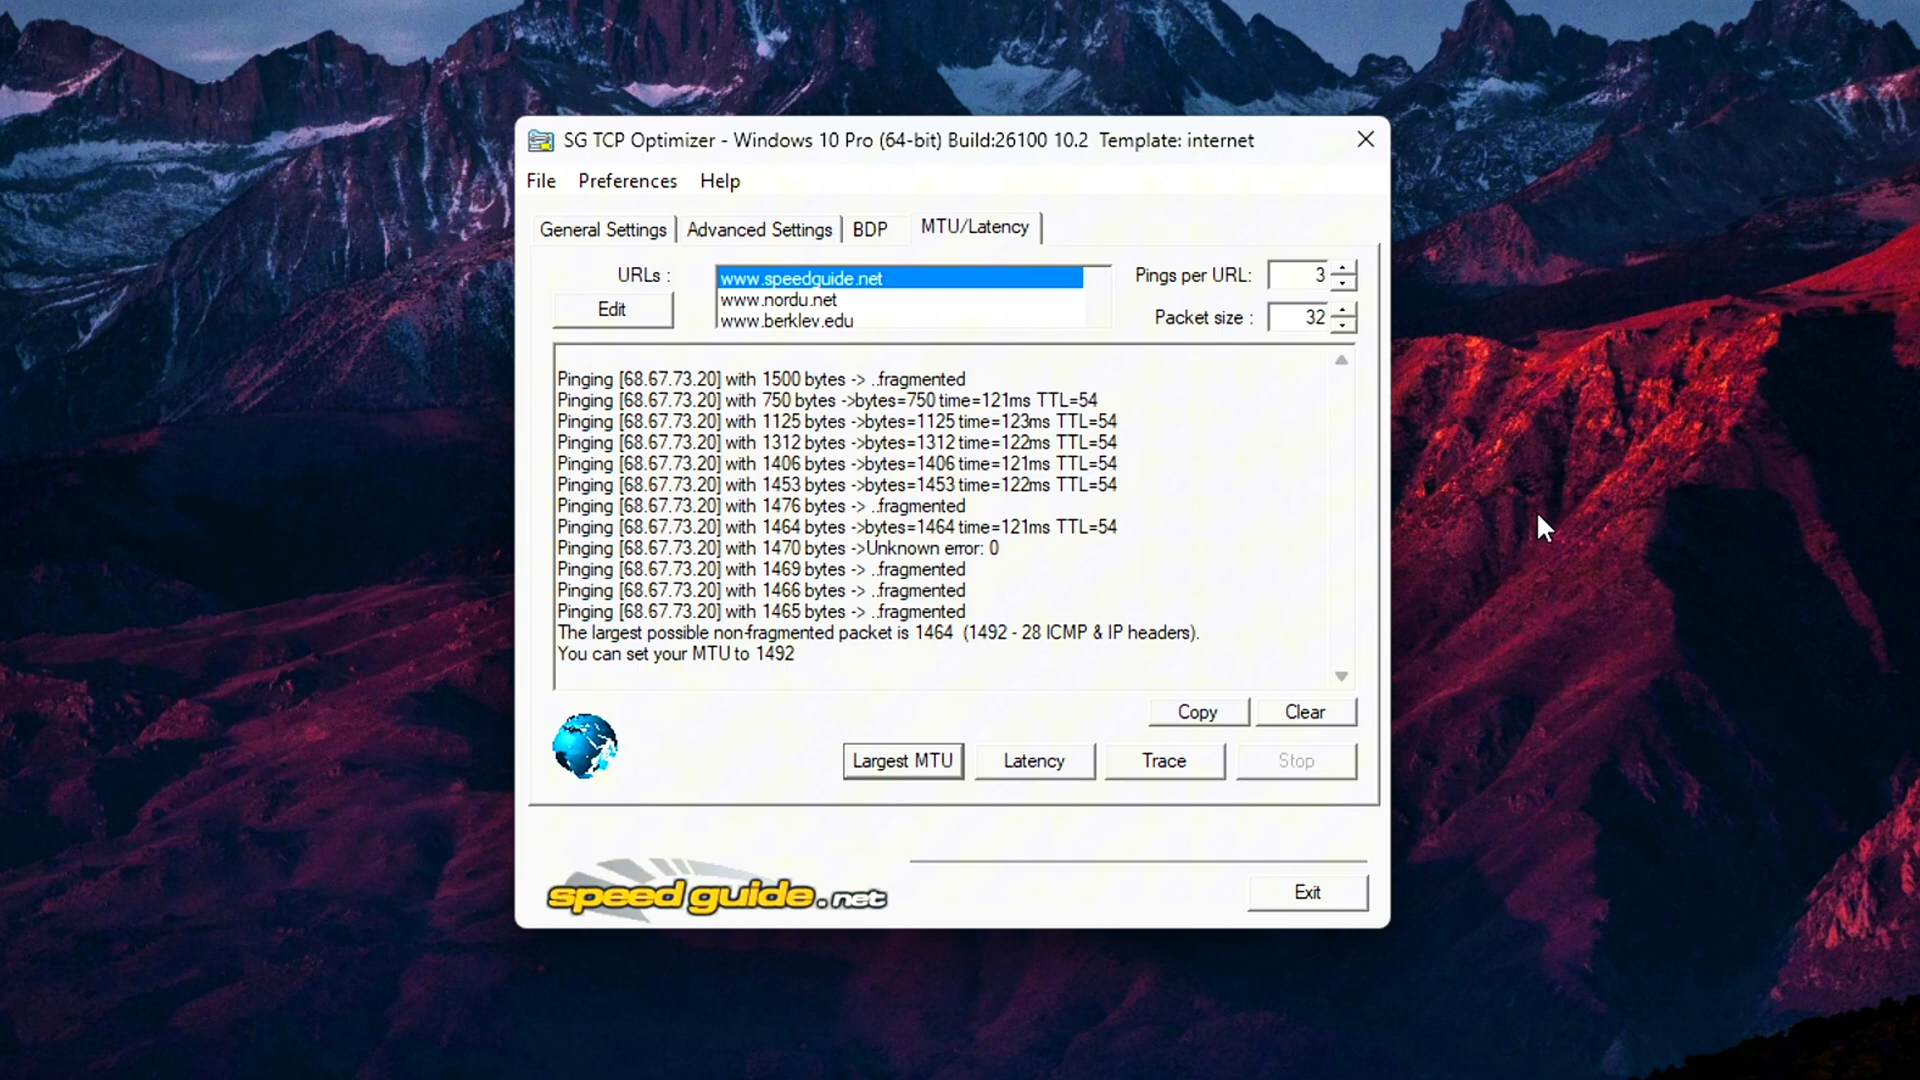 SG TCP Optimizer - Windows 10 Pro (64-bit) Build:26100 10.2 Template: internet
File Preferences Help
General Settings Advanced Settings BDP MTU/Latency
URLs :
Edit
www.speedguide.net
www.nordu.net
www.berkley.edu
Pings per URL: 3
Packet size : 32
Pinging [68.67.73.20] with 1500 bytes -> ..fragmented
Pinging [68.67.73.20] with 750 bytes ->bytes=750 time=121ms TTL=54
Pinging [68.67.73.20] with 1125 bytes ->bytes=1125 time=123ms TTL=54
Pinging [68.67.73.20] with 1312 bytes ->bytes=1312 time=122ms TTL=54
Pinging [68.67.73.20] with 1406 bytes ->bytes=1406 time=121ms TTL=54
Pinging [68.67.73.20] with 1453 bytes ->bytes=1453 time=122ms TTL=54
Pinging [68.67.73.20] with 1476 bytes -> ..fragmented
Pinging [68.67.73.20] with 1464 bytes ->bytes=1464 time=121ms TTL=54
Pinging [68.67.73.20] with 1470 bytes ->Unknown error: 0
Pinging [68.67.73.20] with 1469 bytes -> ..fragmented
Pinging [68.67.73.20] with 1466 bytes -> ..fragmented
Pinging [68.67.73.20] with 1465 bytes -> ..fragmented
The largest possible non-fragmented packet is 1464 (1492 - 28 ICMP & IP headers).
You can set your MTU to 1492
Copy Clear
Largest MTU Latency Trace Stop
speed guide.net
Exit